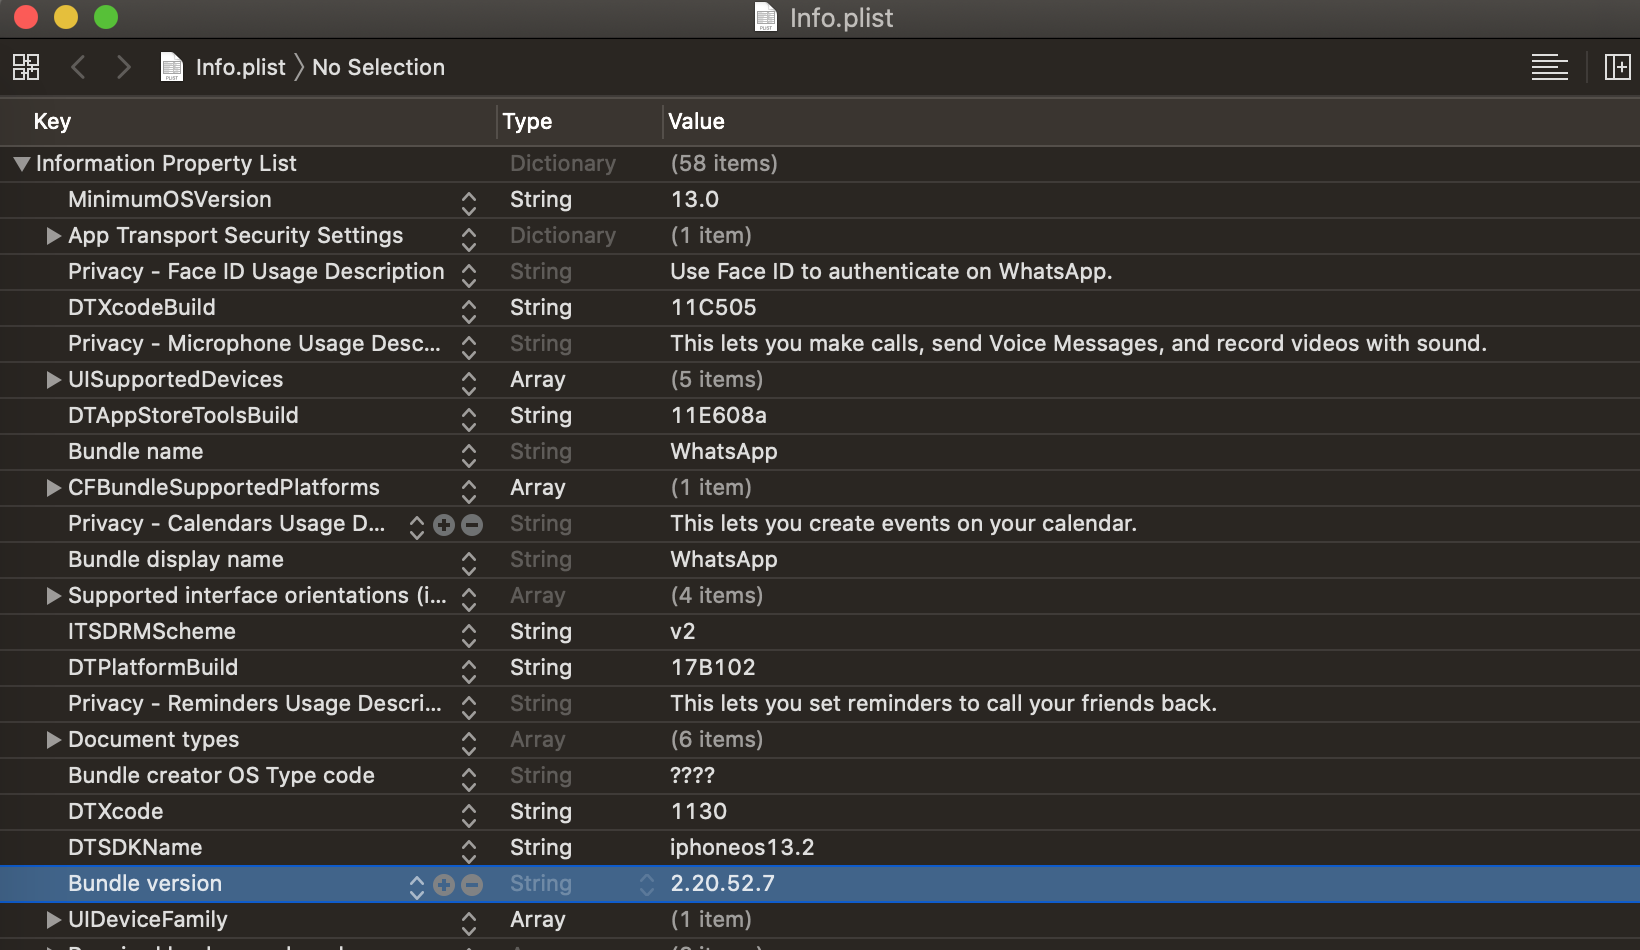 Info.plist
Info.plist 〉 No Selection
Key Type Value
Information Property List Dictionary (58 items)
MinimumOSVersion String 13.0
App Transport Security Settings Dictionary (1 item)
Privacy - Face ID Usage Description String Use Face ID to authenticate on WhatsApp.
DTXcodeBuild String 11C505
Privacy - Microphone Usage Desc... String This lets you make calls, send Voice Messages, and record videos with sound.
UISupportedDevices Array (5 items)
DTAppStoreToolsBuild String 11E608a
Bundle name String WhatsApp
CFBundleSupportedPlatforms Array (1 item)
Privacy - Calendars Usage D... String This lets you create events on your calendar.
Bundle display name String WhatsApp
Supported interface orientations (i... Array (4 items)
ITSDRMScheme String v2
DTPlatformBuild String 17B102
Privacy - Reminders Usage Descri... String This lets you set reminders to call your friends back.
Document types Array (6 items)
Bundle creator OS Type code String ????
DTXcode String 1130
DTSDKName String iphoneos13.2
Bundle version String 2.20.52.7
UIDeviceFamily Array (1 item)